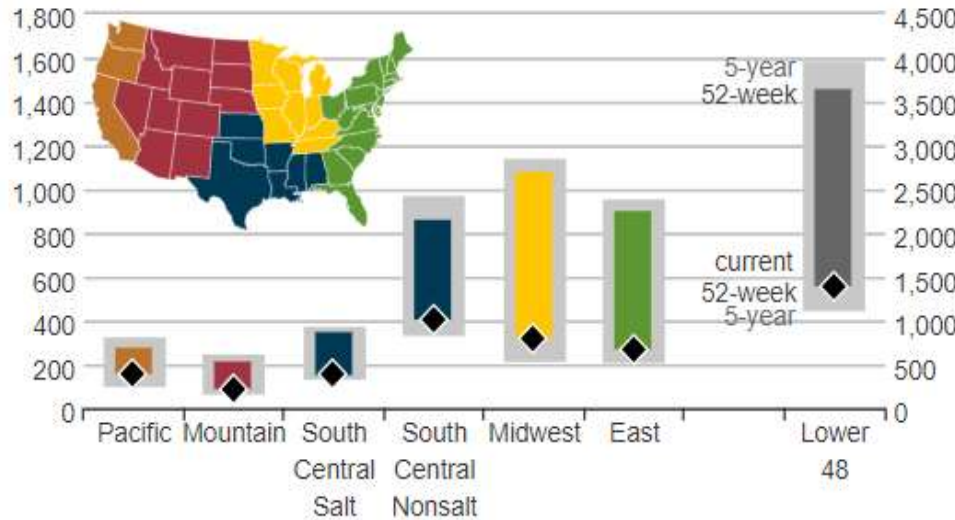 1,800
1,600
1,400
1,200
1,000
800
600
400
200
0
4,500
4,000
3,500
3,000
2,500
2,000
1,500
1,000
500
0
5-year
52-week
current
52-week
5-year
Pacific
Mountain
South
Central
Salt
South
Central
Nonsalt
Midwest
East
Lower
48